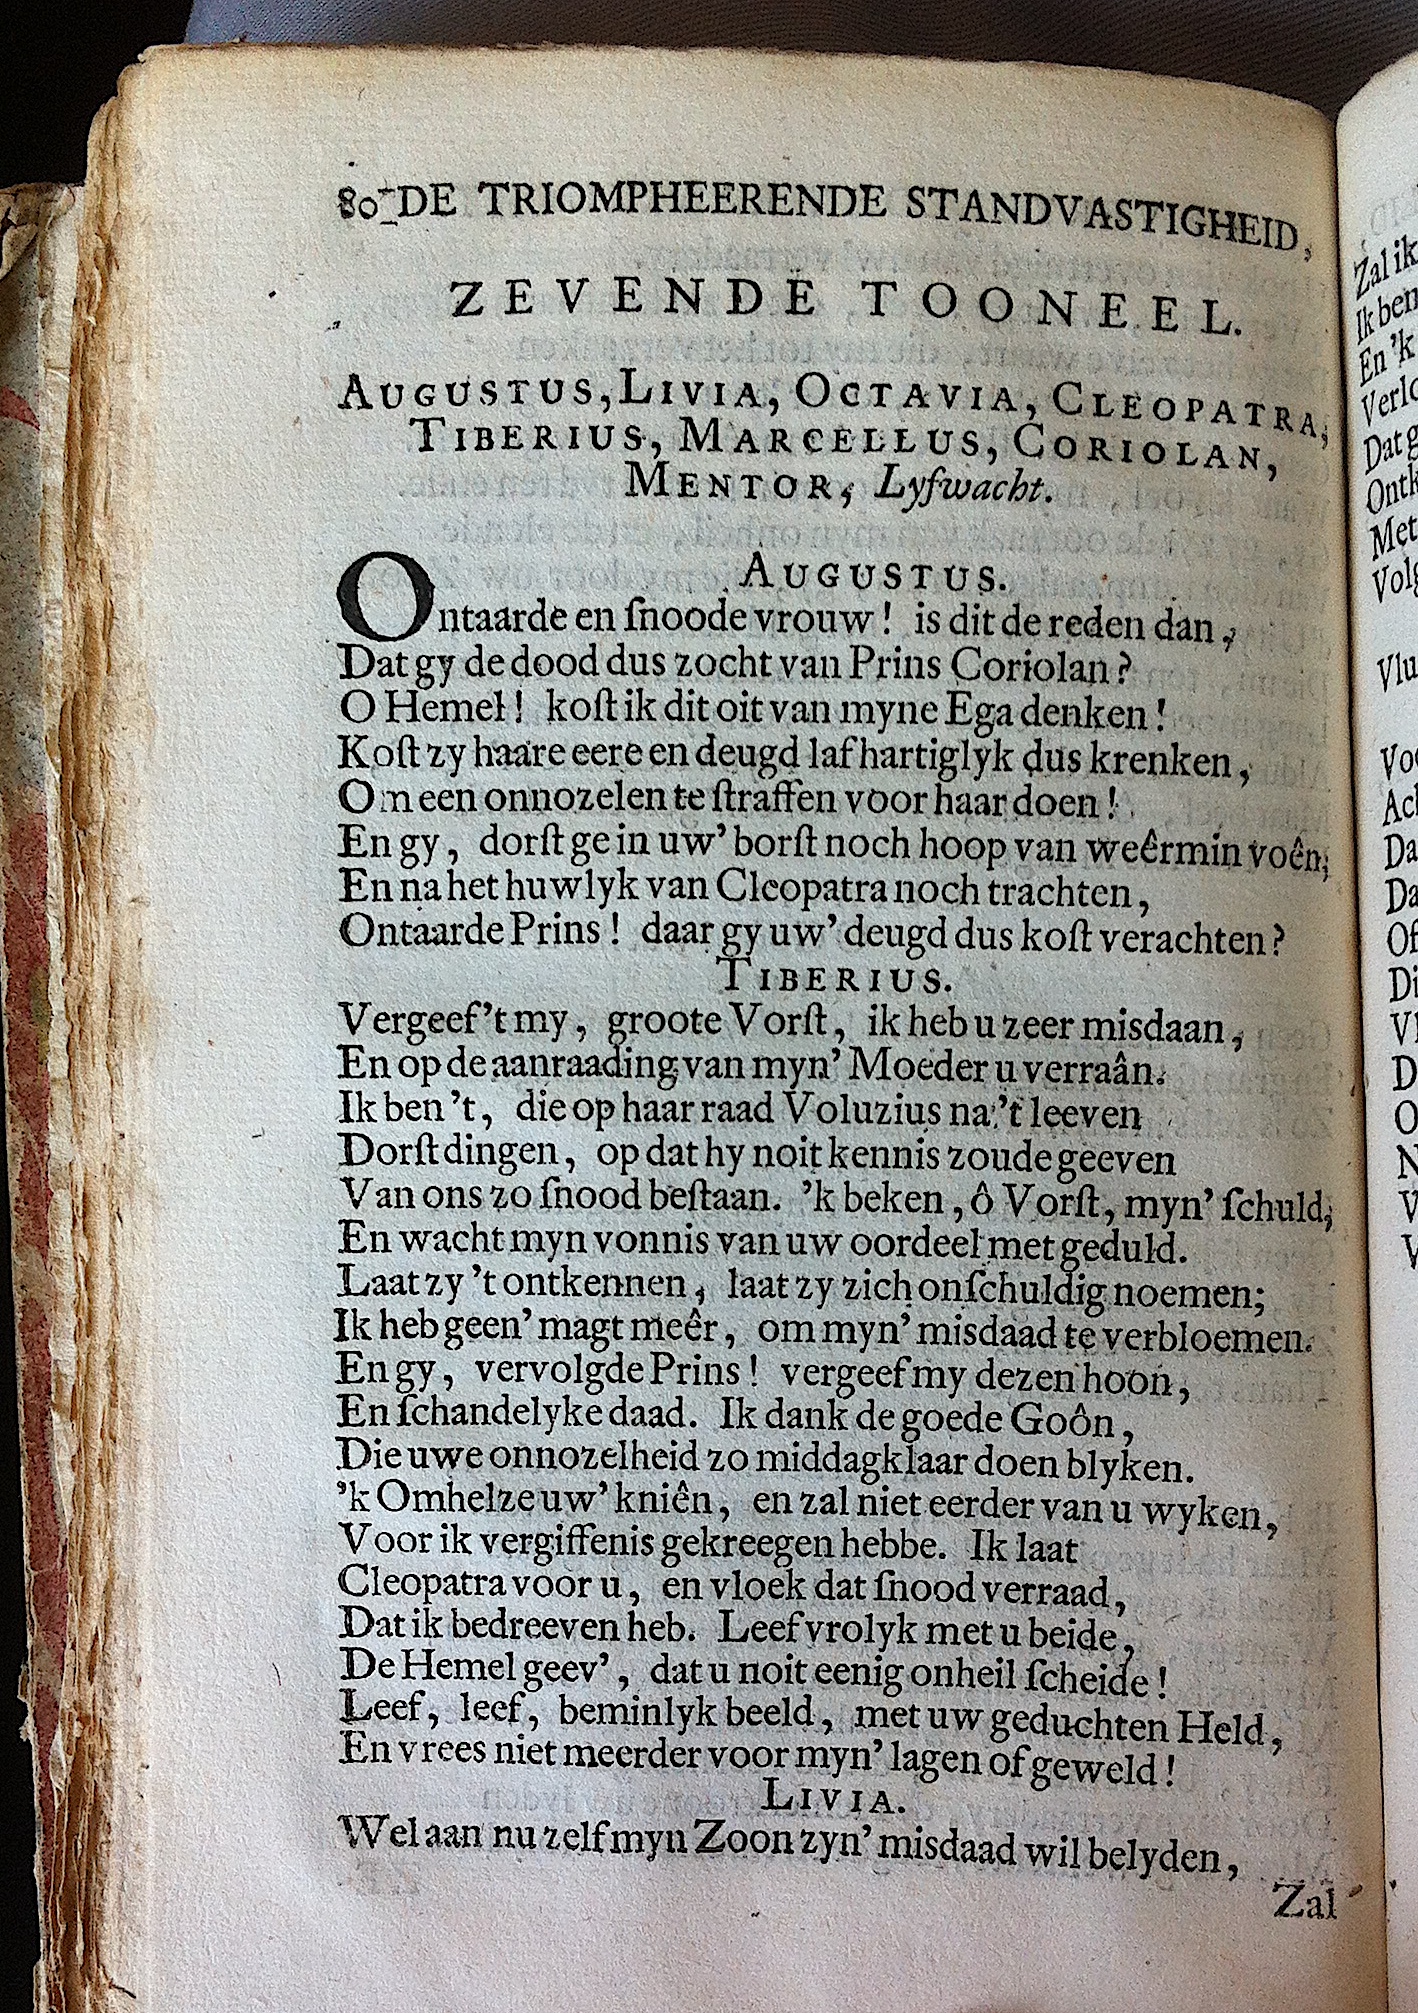 80 DE TRIOMPHEERENDE STANDVASTIGHEID,
ZEVENDE TOONEEL.
AUGUSTUS, LIVIA, OCTAVIA, CLEOPATRA,
TIBERIUS, MARCELLUS, CORIOLAN,
MENTOR, Lyfwacht.
AUGUSTUS.
Ontaarde en ſnoode vrouw! is dit de reden dan,
Dat gy de dood dus zocht van Prins Coriolan?
O Hemel! koſt ik dit oit van myne Ega denken!
Koſt zy haare eere en deugd lafhartiglyk dus krenken,
Om een onnozelen te ſtraffen voor haar doen!
En gy, dorſt ge in uw' borſt noch hoop van weêrmin voên,
En na het huwlyk van Cleopatra noch trachten,
Ontaarde Prins! daar gy uw' deugd dus koſt verachten?
TIBERIUS.
Vergeef 't my, groote Vorſt, ik heb u zeer misdaan,
En op de aanraading van myn' Moeder u verraân.
Ik ben 't, die op haar raad Voluzius na 't leeven
Dorſt dingen, op dat hy noit kennis zoude geeven
Van ons zo ſnood beſtaan. 'k beken, ô Vorſt, myn' ſchuld,
En wacht myn vonnis van uw oordeel met geduld.
Laat zy 't ontkennen, laat zy zich onſchuldig noemen;
Ik heb geen' magt meêr, om myn' misdaad te verbloemen.
En gy, vervolgde Prins! vergeef my dezen hoon,
En ſchandelyke daad. Ik dank de goede Goôn,
Die uwe onnozelheid zo middagklaar doen blyken.
'k Omhelze uw' kniên, en zal niet eerder van u wyken,
Voor ik vergiffenis gekreegen hebbe. Ik laat
Cleopatra voor u, en vloek dat ſnood verraad,
Dat ik bedreeven heb. Leef vrolyk met u beide,
De Hemel geev', dat u noit eenig onheil ſcheide!
Leef, leef, beminlyk beeld, met uw geduchten Held,
En vrees niet meerder voor myn' lagen of geweld!
LIVIA.
Wel aan nu zelf myn Zoon zyn' misdaad wil belyden,
Zal
Zal ik
Ik ben
En 'k
Dat g
Met